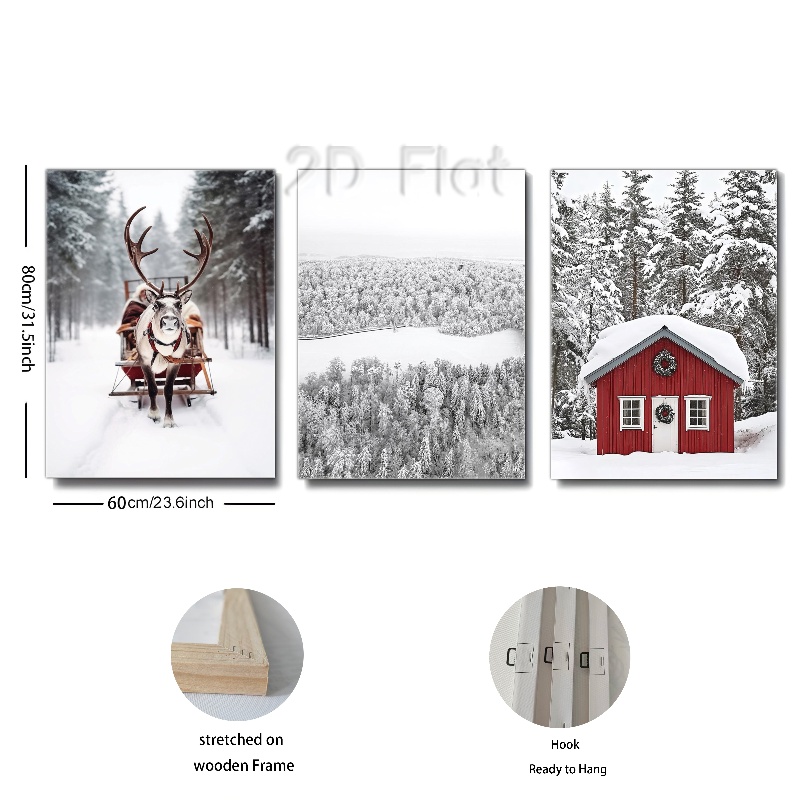 2D Flat
80cm/31.5inch
60cm/23.6inch
stretched on
wooden Frame
Hook
Ready to Hang